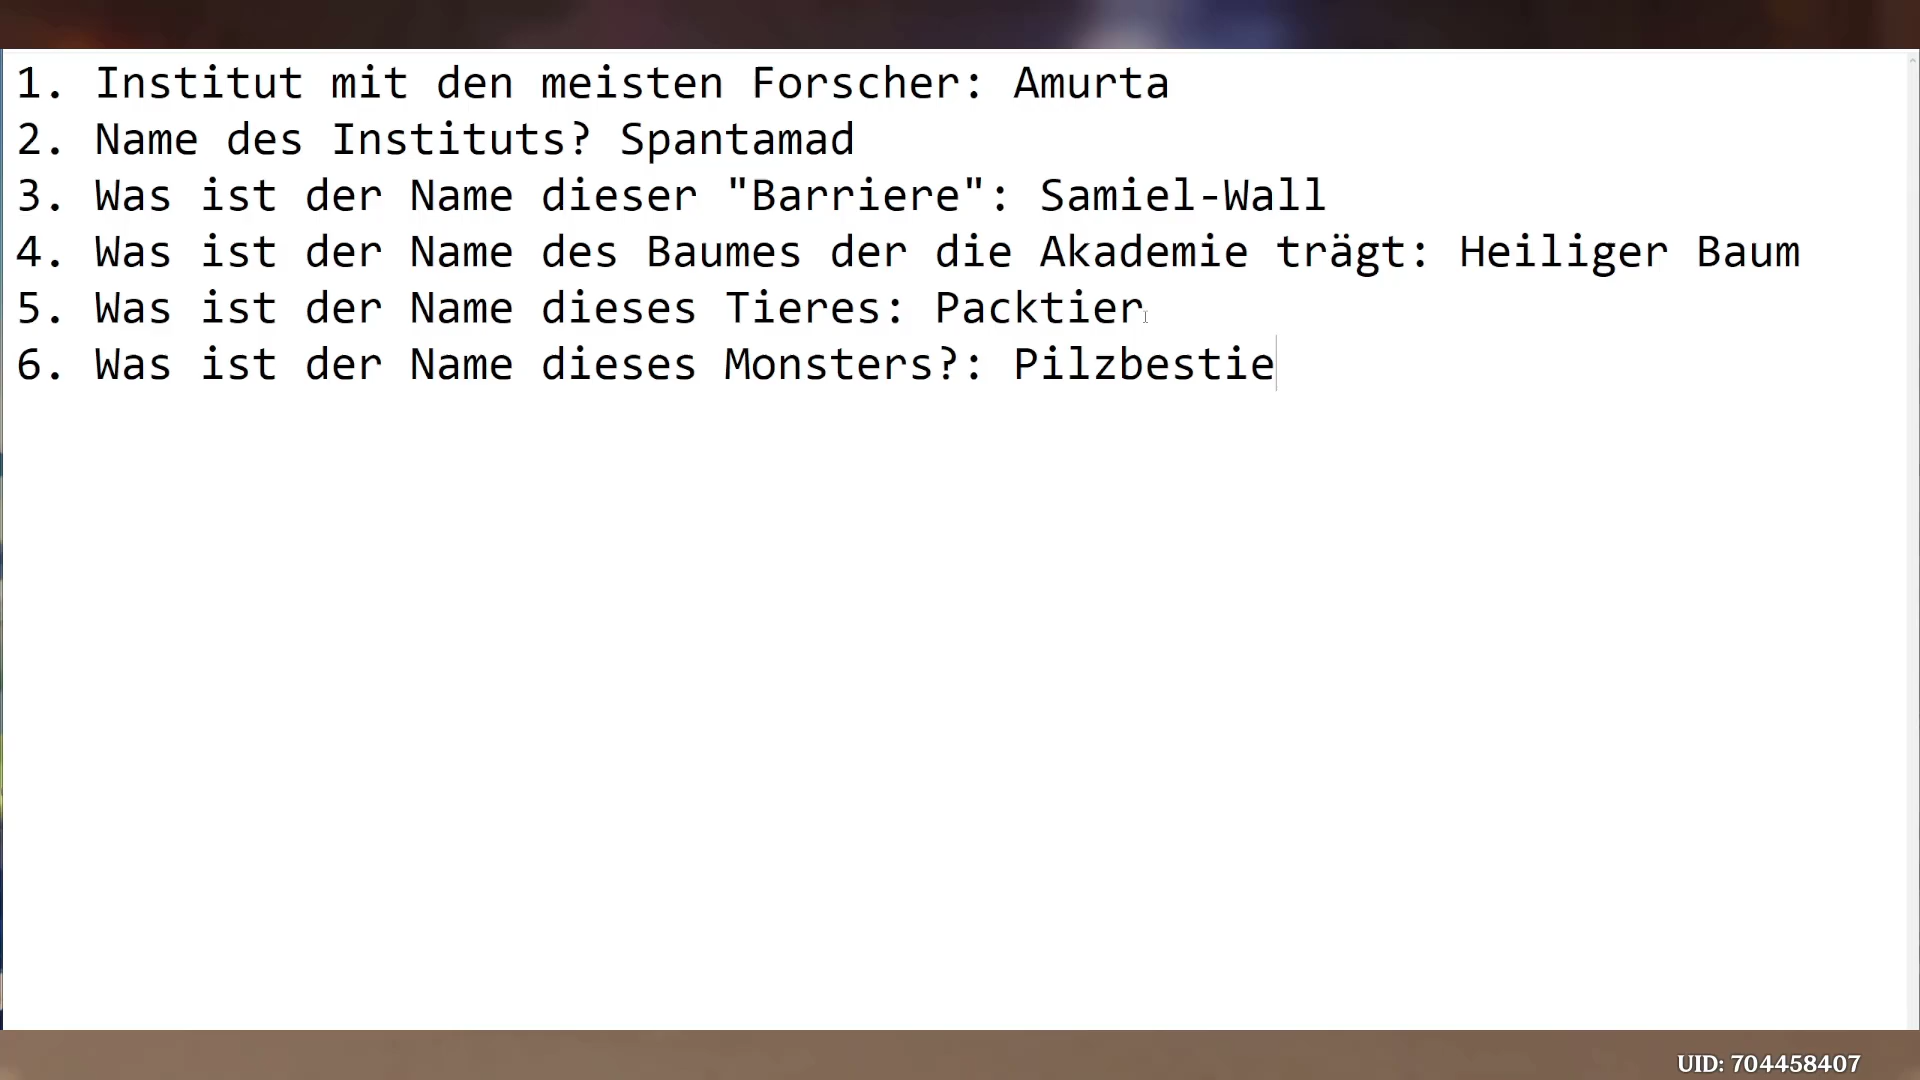 1. Institut mit den meisten Forscher: Amurta
2. Name des Instituts? Spantamad
3. Was ist der Name dieser "Barriere": Samiel-Wall
4. Was ist der Name des Baumes der die Akademie trägt: Heiliger Baum
5. Was ist der Name dieses Tieres: Packtier
6. Was ist der Name dieses Monsters?: Pilzbestie
UID: 704458407